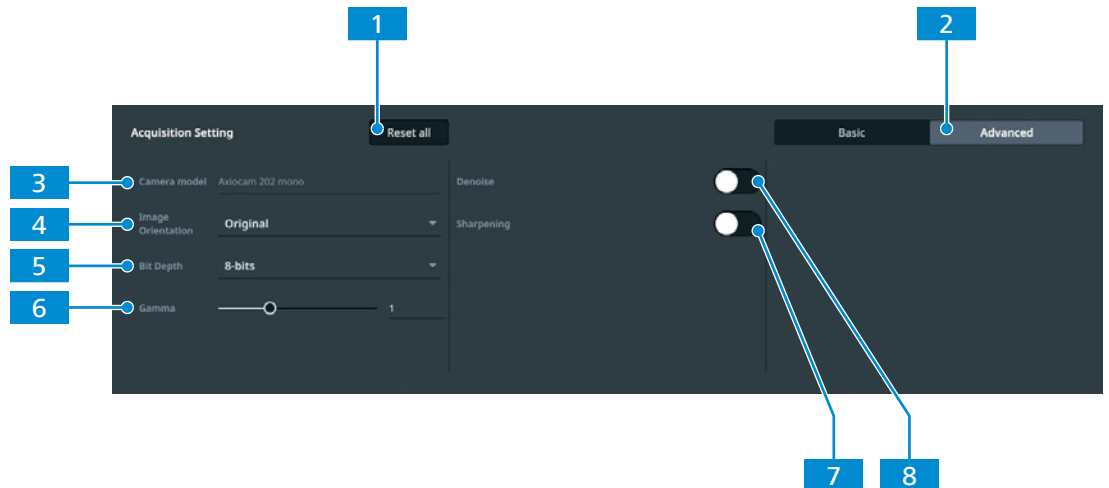 1
2
Acquisition Setting
Reset all
Basic
Advanced
3
Camera model
Axiocam 202 mono
Denoise
4
Image
Orientation
Original
Sharpening
5
Bit Depth
8-bits
6
Gamma
1
7
8